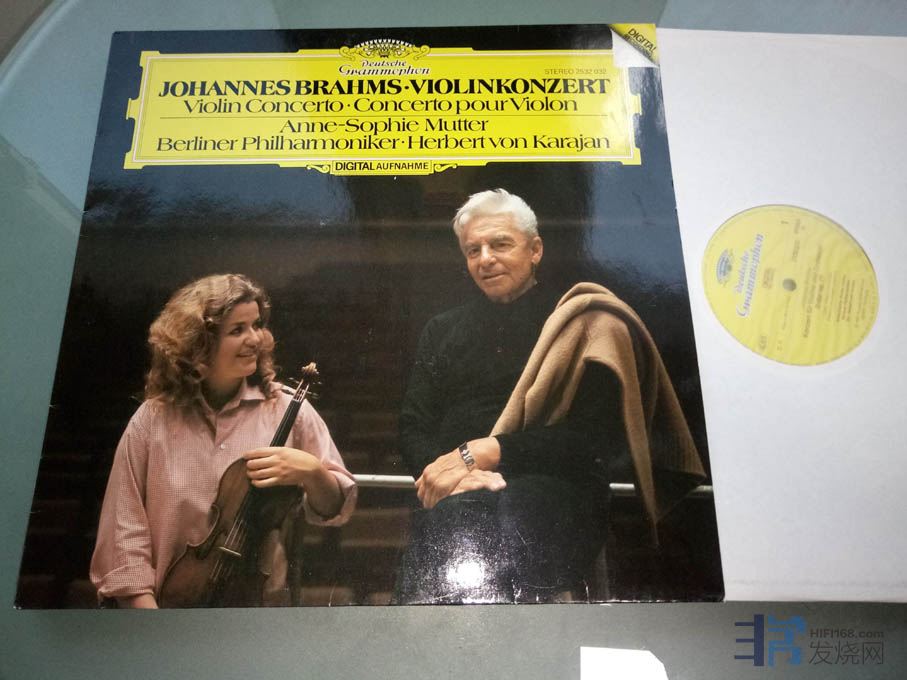 Deutsche
Grammophon
STEREO 2532 032
JOHANNES BRAHMS·VIOLINKONZERT
Violin Concerto·Concerto pour Violon
Anne-Sophie Mutter
Berliner Philharmoniker·Herbert von Karajan
DIGITAL AUFNAHME
DIGITAL
Deutsche
Grammophon
HIFI168.com
发烧网